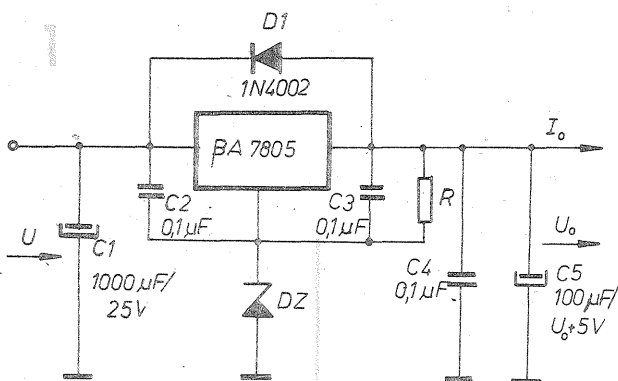 D1
1N4002
βA 7805
I₀
C2
0,1µF
C3
0,1µF
R
U
C1
1000µF/
25V
DZ
C4
0,1µF
U₀
C5
100µF/
U₀+5V